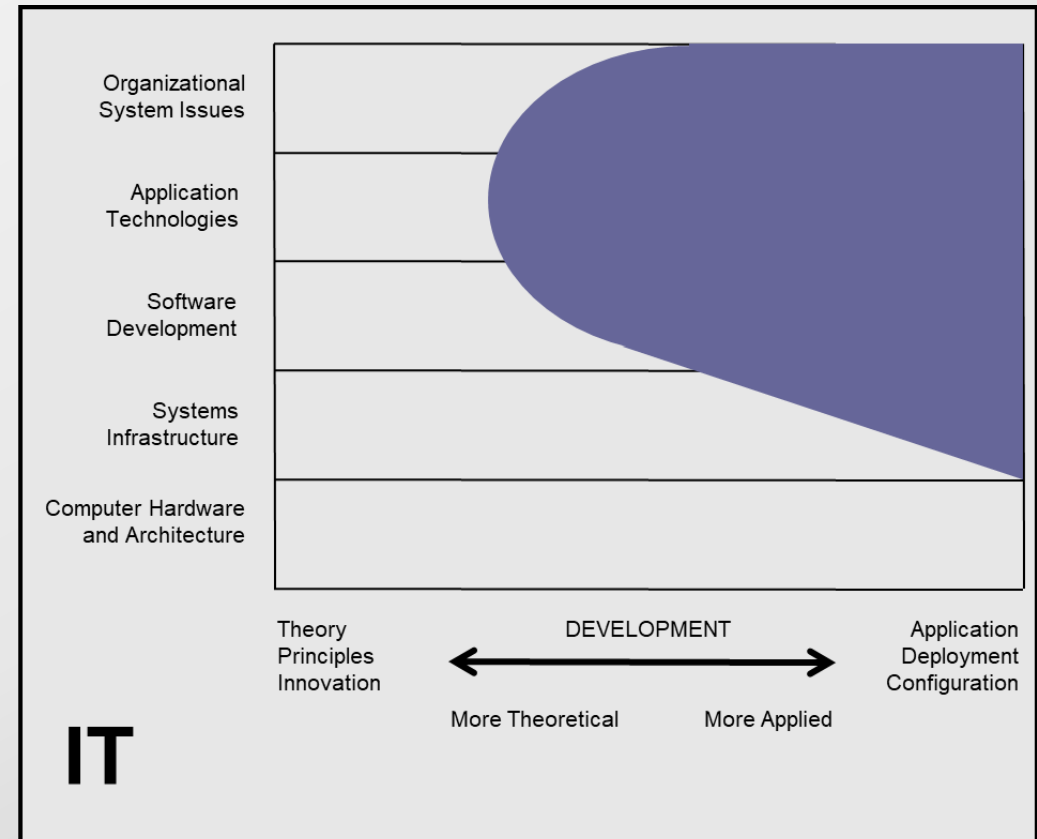 Organizational
System Issues
Application
Technologies
Software
Development
Systems
Infrastructure
Computer Hardware
and Architecture
Theory
Principles
Innovation
DEVELOPMENT
Application
Deployment
Configuration
More Theoretical
More Applied
IT